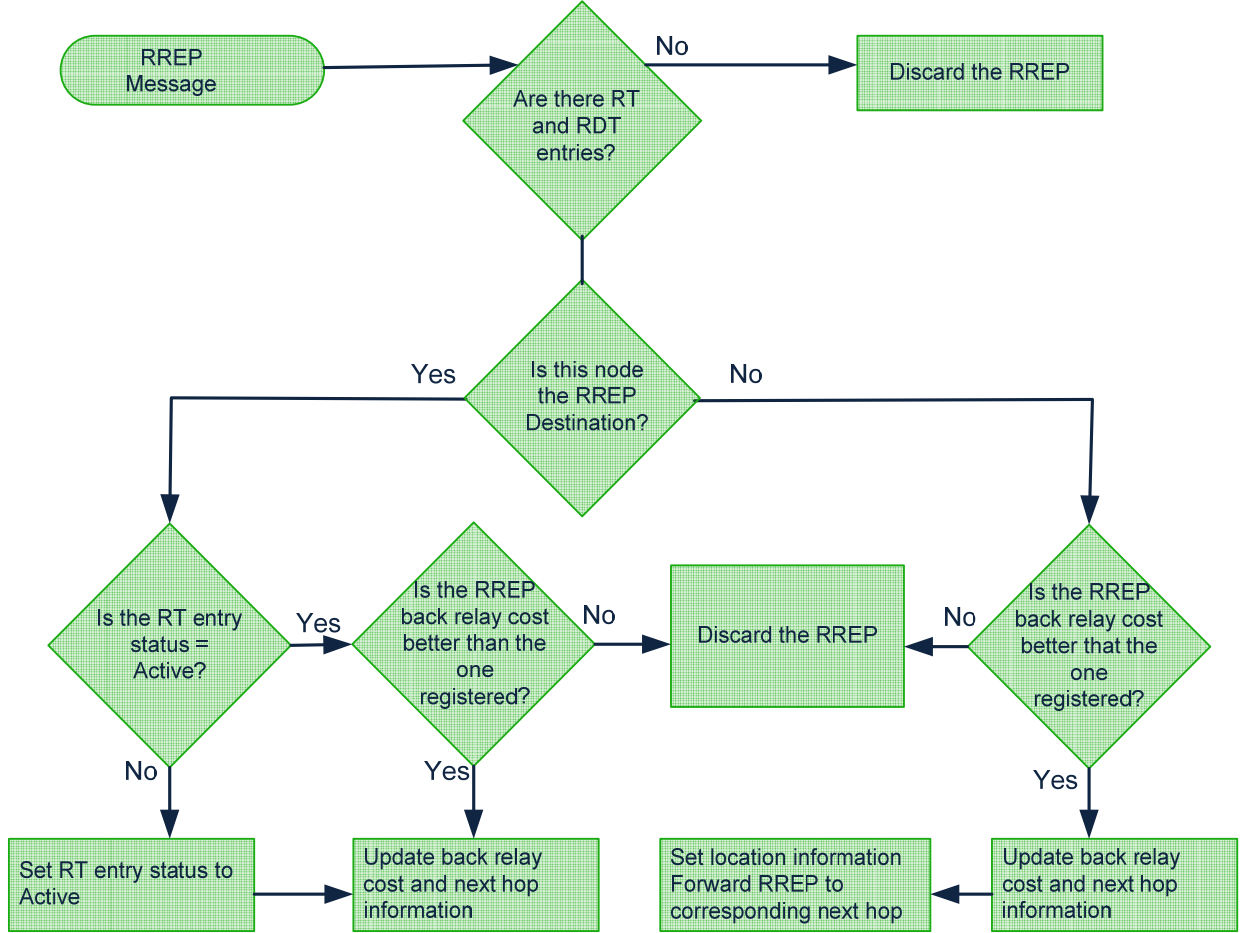 RREP
Message
No
Discard the RREP
Are there RT
and RDT
entries?
Yes
Is this node
the RREP
Destination?
No
Is the RT entry
status =
Active?
Yes
Is the RREP
back relay cost
better than the
one
registered?
No
Discard the RREP
No
Is the RREP
back relay cost
better that the
one
registered?
No
Yes
Yes
Set RT entry status to
Active
Update back relay
cost and next hop
information
Set location information
Forward RREP to
corresponding next hop
Update back relay
cost and next hop
information